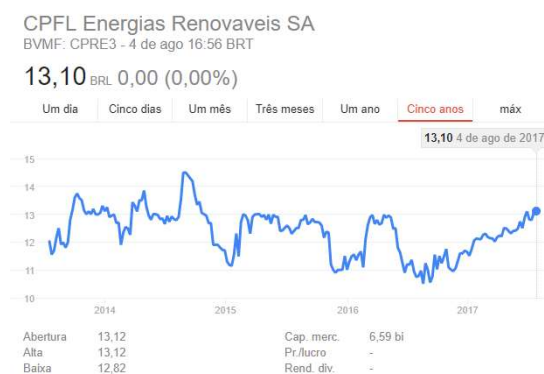 CPFL Energias Renovaveis SA
BVMF: CPRE3 - 4 de ago 16:56 BRT
13,10 BRL 0,00 (0,00%)
Um dia Cinco dias Um mês Três meses Um ano Cinco anos máx
13,10 4 de ago de 2017
15
14
13
12
11
10
2014 2015 2016 2017
Abertura 13,12 Cap. merc. 6,59 bi
Alta 13,12 Pr./lucro -
Baixa 12,82 Rend. div. -